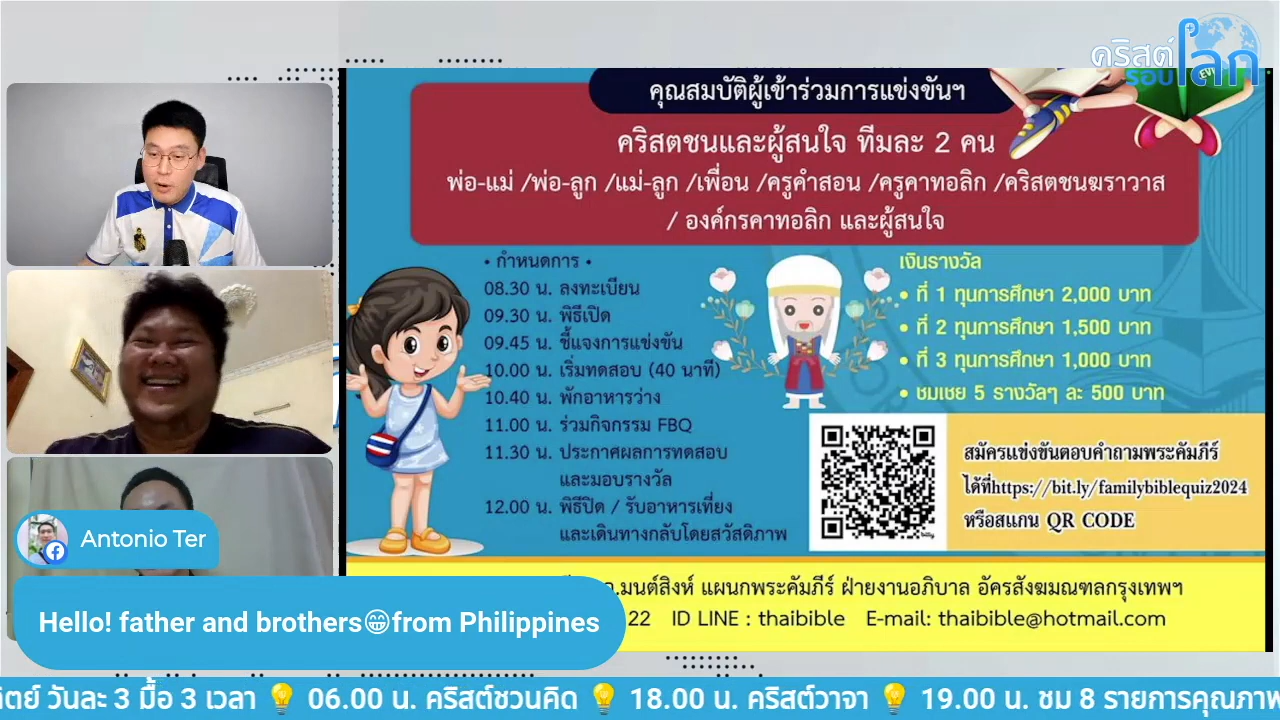 คริสต์
รอบโลก
คุณสมบัติผู้เข้าร่วมการแข่งขันฯ
คริสตชนและผู้สนใจ ทีมละ 2 คน
พ่อ-แม่ /พ่อ-ลูก /แม่-ลูก /เพื่อน /ครูคำสอน /ครูคาทอลิก /คริสตชนฆราวาส
/ องค์กรคาทอลิก และผู้สนใจ
• กำหนดการ •
08.30 น. ลงทะเบียน
09.30 น. พิธีเปิด
09.45 น. ชี้แจงการแข่งขัน
10.00 น. เริ่มทดสอบ (40 นาที)
10.40 น. พักอาหารว่าง
11.00 น. ร่วมกิจกรรม FBQ
11.30 น. ประกาศผลการทดสอบ
และมอบรางวัล
12.00 น. พิธีปิด / รับอาหารเที่ยง
และเดินทางกลับโดยสวัสดิภาพ
เงินรางวัล
• ที่ 1 ทุนการศึกษา 2,000 บาท
• ที่ 2 ทุนการศึกษา 1,500 บาท
• ที่ 3 ทุนการศึกษา 1,000 บาท
• ชมเชย 5 รางวัลๆ ละ 500 บาท
สมัครแข่งขันตอบคำถามพระคัมภีร์
ได้ที่https://bit.ly/familybiblequiz2024
หรือสแกน QR CODE
.มนต์สิงห์ แผนกพระคัมภีร์ ฝ่ายงานอภิบาล อัครสังฆมณฑลกรุงเทพฯ
22 ID LINE : thaibible E-mail: thaibible@hotmail.com
Antonio Ter
Hello! father and brothers😁from Philippines
ิตย์ วันละ 3 มื้อ 3 เวลา 💡 06.00 น. คริสต์ชวนคิด 💡 18.00 น. คริสต์วาจา 💡 19.00 น. ชม 8 รายการคุณภาพ